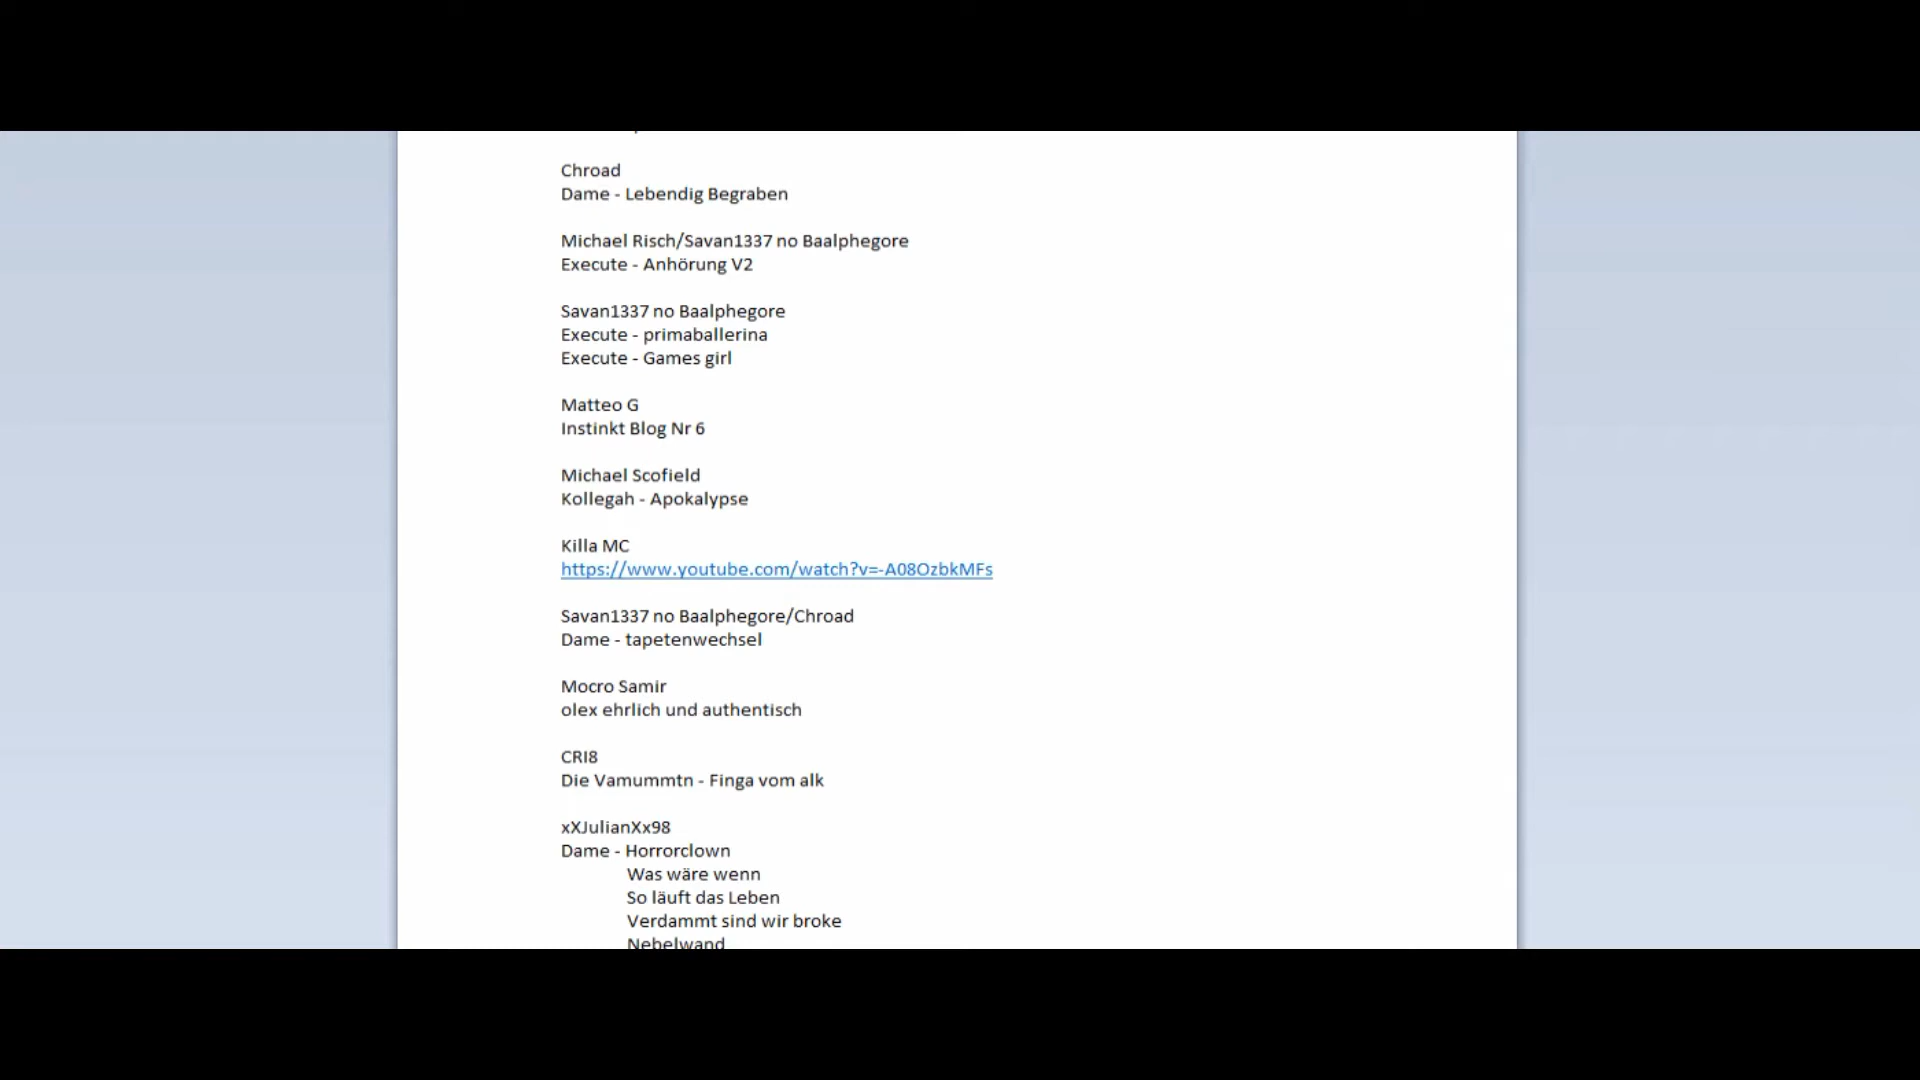 Chroad
Dame - Lebendig Begraben
Michael Risch/Savan1337 no Baalphegore
Execute - Anhörung V2
Savan1337 no Baalphegore
Execute - primaballerina
Execute - Games girl
Matteo G
Instinkt Blog Nr 6
Michael Scofield
Kollegah - Apokalypse
Killa MC
https://www.youtube.com/watch?v=-A08OzbkMFs
Savan1337 no Baalphegore/Chroad
Dame - tapetenwechsel
Mocro Samir
olex ehrlich und authentisch
CRI8
Die Vamummtn - Finga vom alk
xXJulianXx98
Dame - Horrorclown
Was wäre wenn
So läuft das Leben
Verdammt sind wir broke
Nebelwand